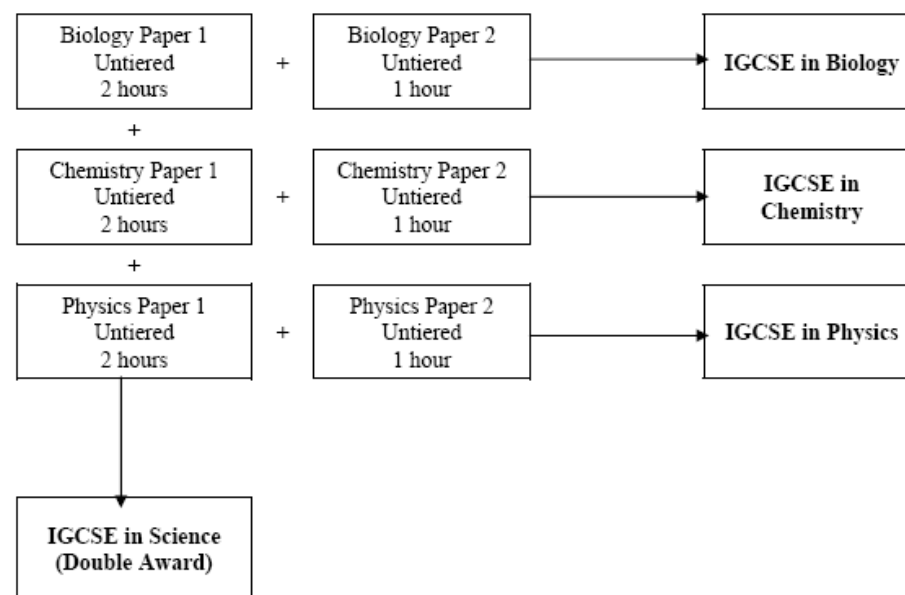 Biology Paper 1
Untiered
2 hours
+
Biology Paper 2
Untiered
1 hour
IGCSE in Biology
+
Chemistry Paper 1
Untiered
2 hours
+
Chemistry Paper 2
Untiered
1 hour
IGCSE in
Chemistry
+
Physics Paper 1
Untiered
2 hours
+
Physics Paper 2
Untiered
1 hour
IGCSE in Physics
IGCSE in Science
(Double Award)